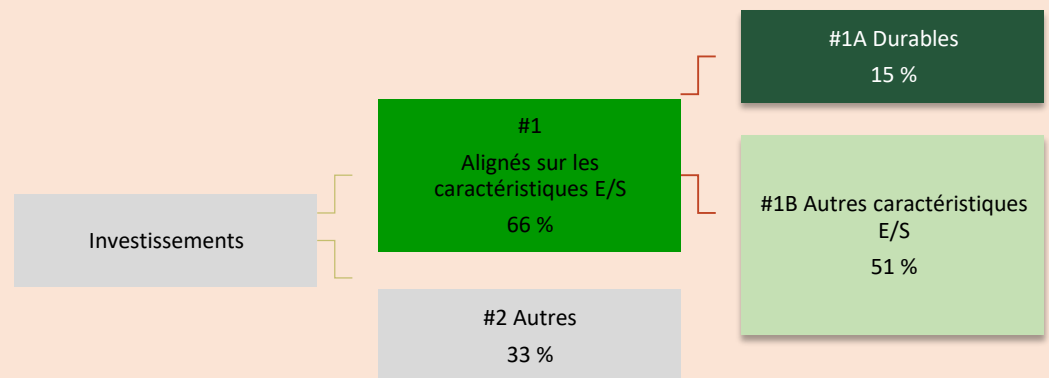 Investissements
#1
Alignés sur les
caractéristiques E/S
66 %
#2 Autres
33 %
#1A Durables
15 %
#1B Autres caractéristiques
E/S
51 %